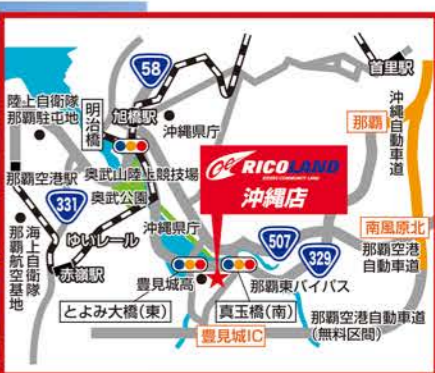 58
首里駅
陸上自衛隊
那覇駐屯地
明治橋
旭橋駅
沖縄県庁
那覇
沖縄自動車道
RICOLAND
沖縄店
那覇空港駅
奥武山陸上競技場
奥武公園
331
ゆいレール
沖縄県庁
507
329
南風原北
那覇空港
自動車道
海上自衛隊
那覇航空基地
赤嶺駅
豊見城高
那覇東バイパス
とよみ大橋(東)
真玉橋(南)
豊見城IC
那覇空港自動車道
(無料区間)